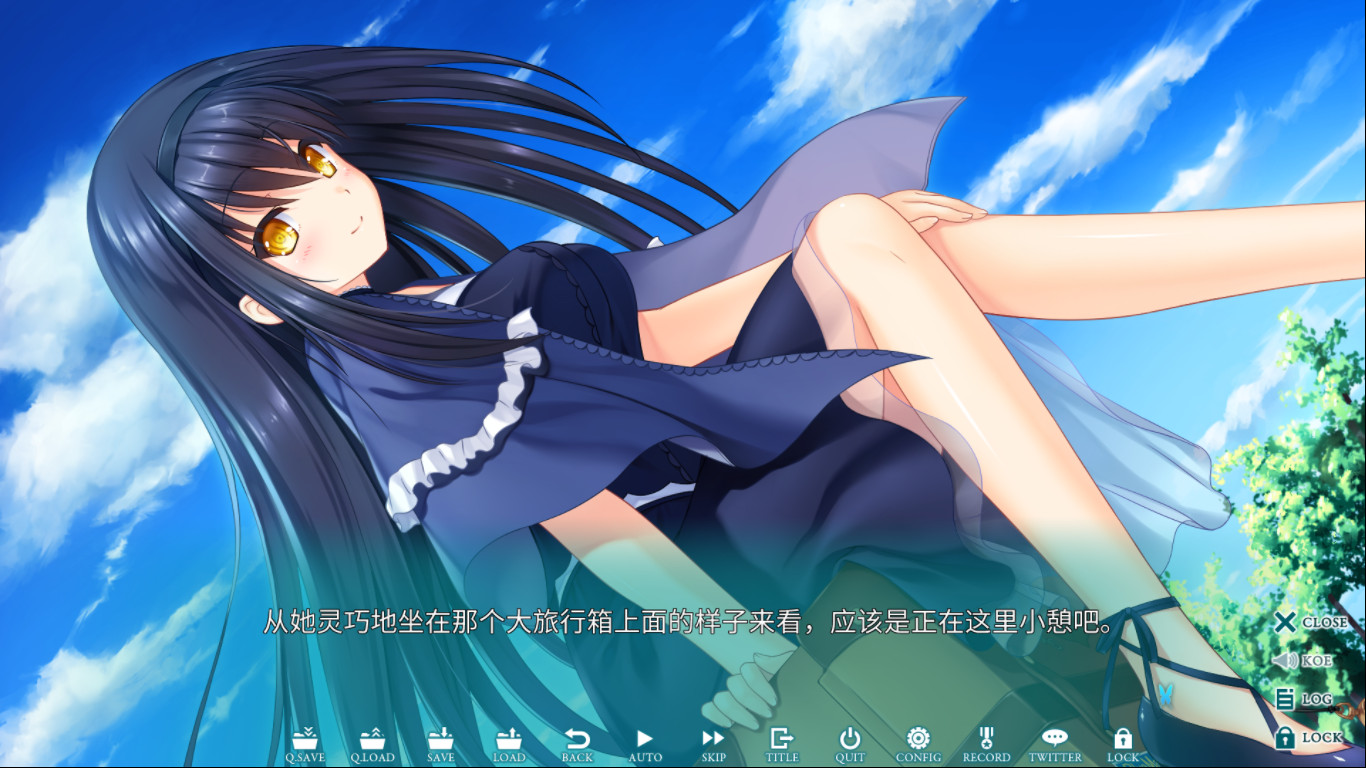 从她灵巧地坐在那个大旅行箱上面的样子来看，应该是正在这里小憩吧。
CLOSE
KOE
LOG
LOCK
Q.SAVE Q.LOAD SAVE LOAD BACK AUTO SKIP TITLE QUIT CONFIG RECORD TWITTER LOCK